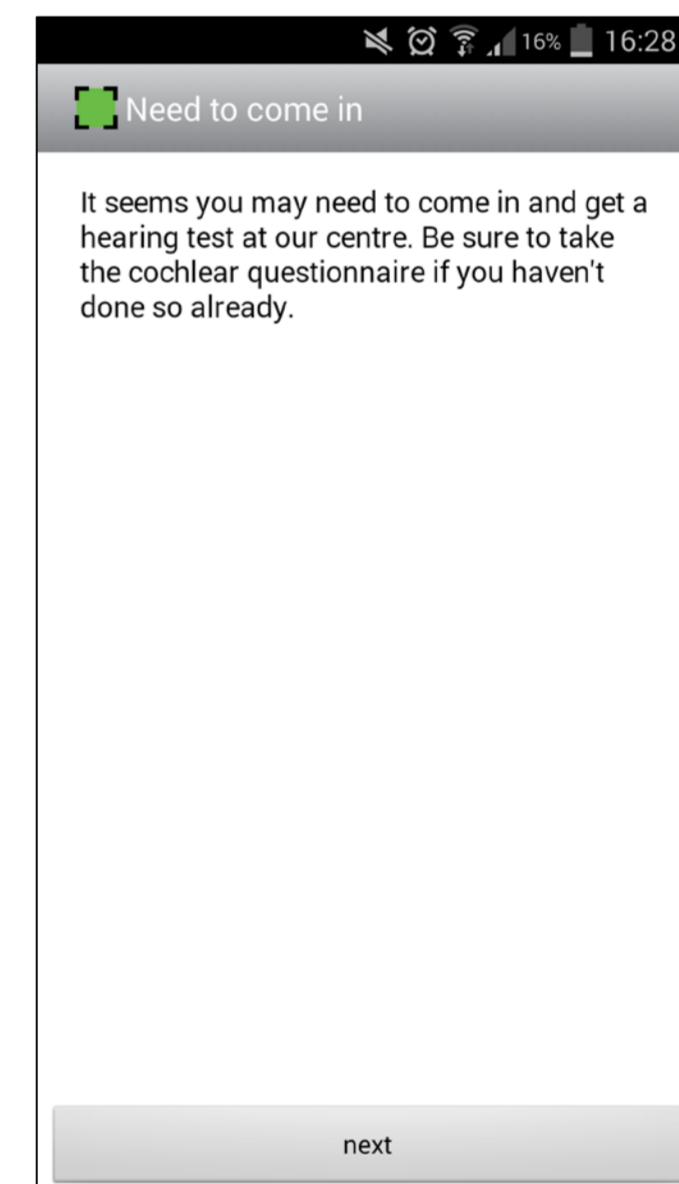 16% 16:28
Need to come in
It seems you may need to come in and get a
hearing test at our centre. Be sure to take
the cochlear questionnaire if you haven't
done so already.
next